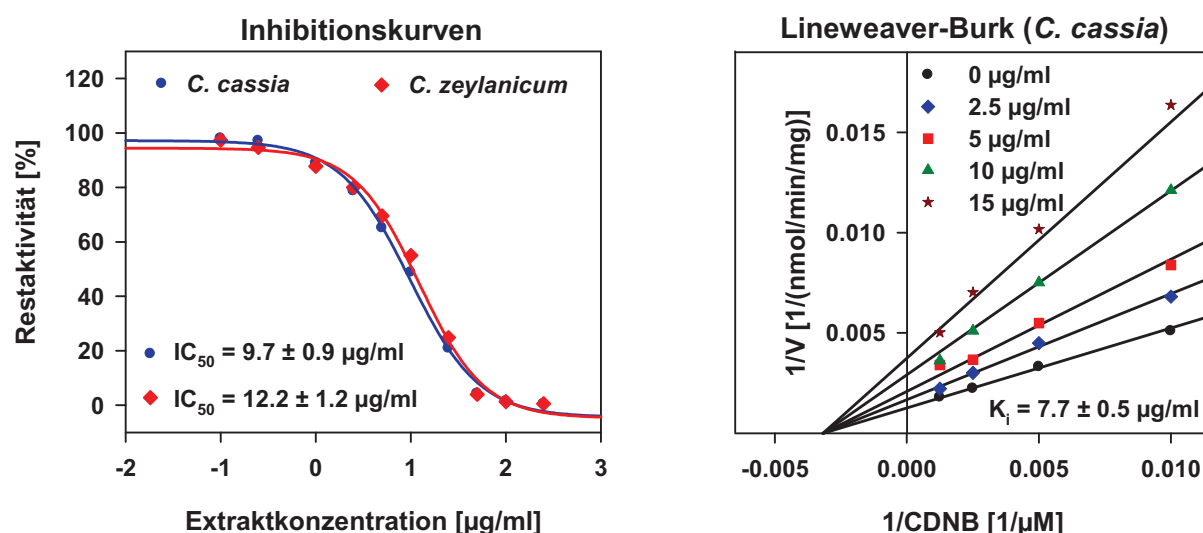 Inhibitionskurven
Restaktivität [%]
120
100
80
60
40
20
0
C. cassia
C. zeylanicum
IC50 = 9.7 ± 0.9 µg/ml
IC50 = 12.2 ± 1.2 µg/ml
-2 -1 0 1 2 3
Extraktkonzentration [µg/ml]
Lineweaver-Burk (C. cassia)
1/V [1/(nmol/min/mg)]
0.015
0.010
0.005
0 µg/ml
2.5 µg/ml
5 µg/ml
10 µg/ml
15 µg/ml
Ki = 7.7 ± 0.5 µg/ml
-0.005 0.000 0.005 0.010
1/CDNB [1/µM]